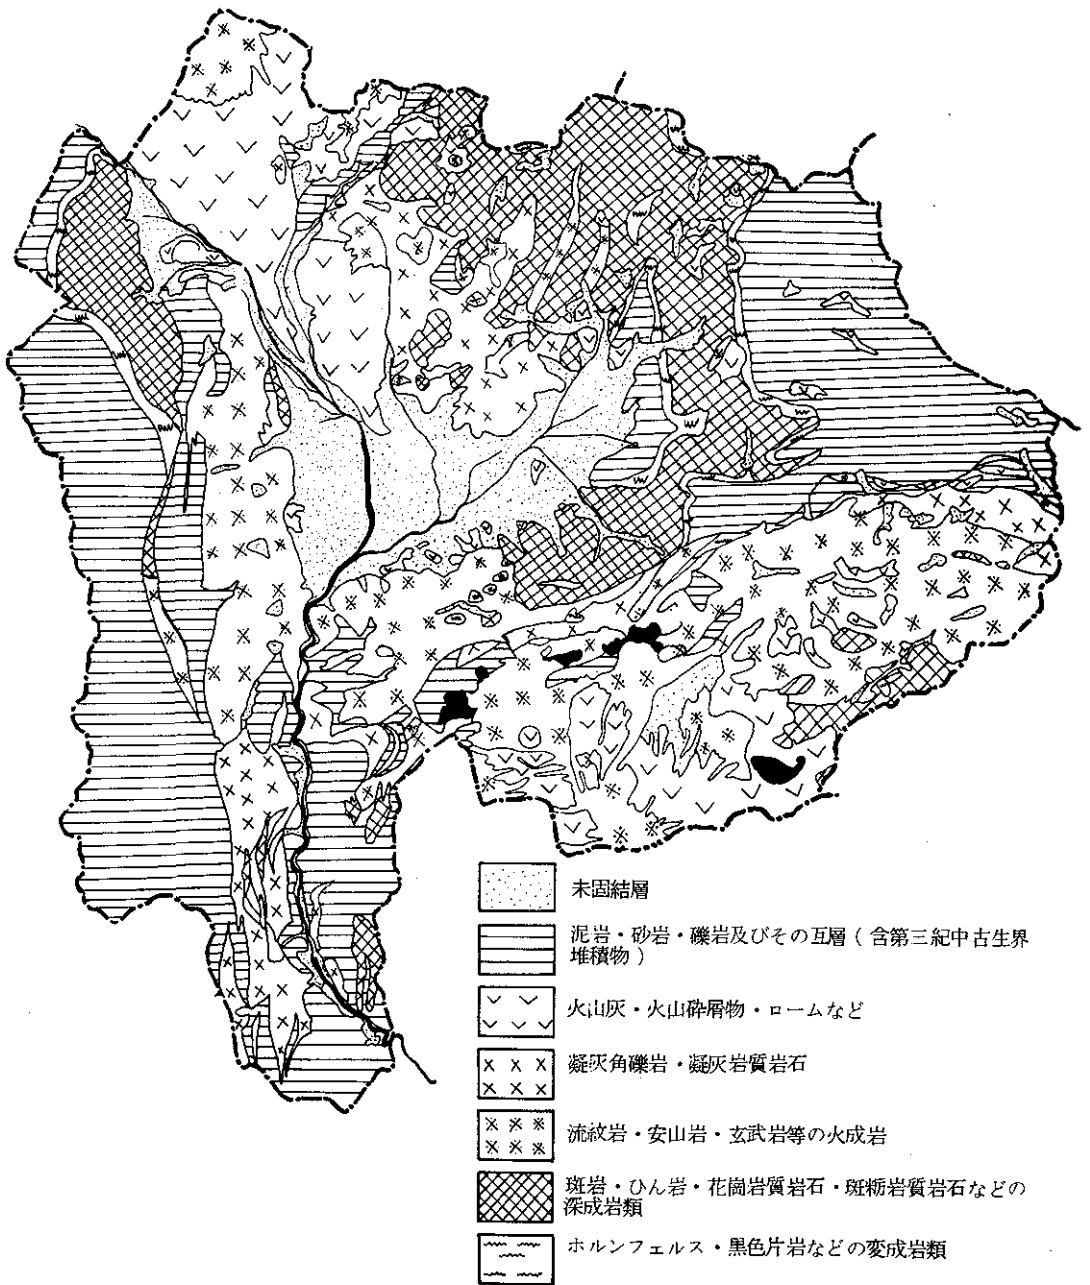 未固結層
泥岩・砂岩・礫岩及びその互層(含第三紀中古生界
堆積物)
火山灰・火山砕屑物・ロームなど
凝灰角礫岩・凝灰岩質岩石
流紋岩・安山岩・玄武岩等の火成岩
斑岩・ひん岩・花崗岩質岩石・斑粝岩質岩石などの
深成岩類
ホルンフェルス・黒色片岩などの変成岩類